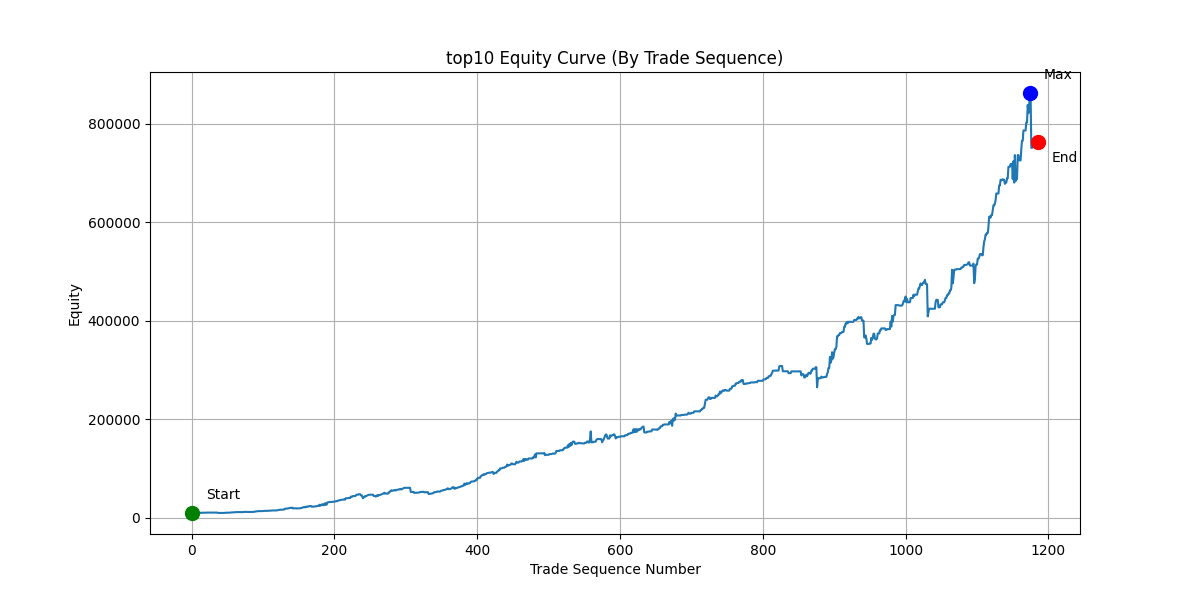 top10 Equity Curve (By Trade Sequence)
Max
800000
End
600000
Equity
400000
200000
Start
0
0 200 400 600 800 1000 1200
Trade Sequence Number